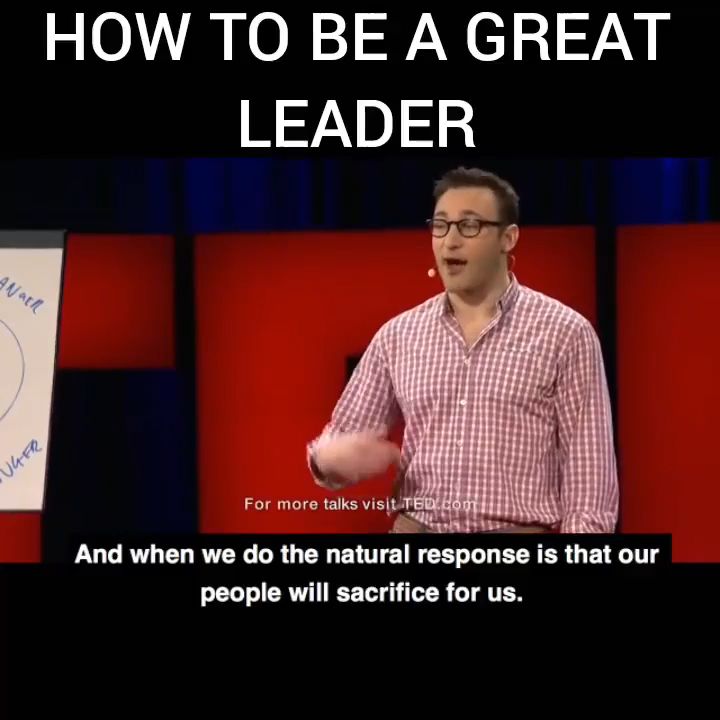 HOW TO BE A GREAT
LEADER
ANGER
For more talks visit TED.com
And when we do the natural response is that our
people will sacrifice for us.